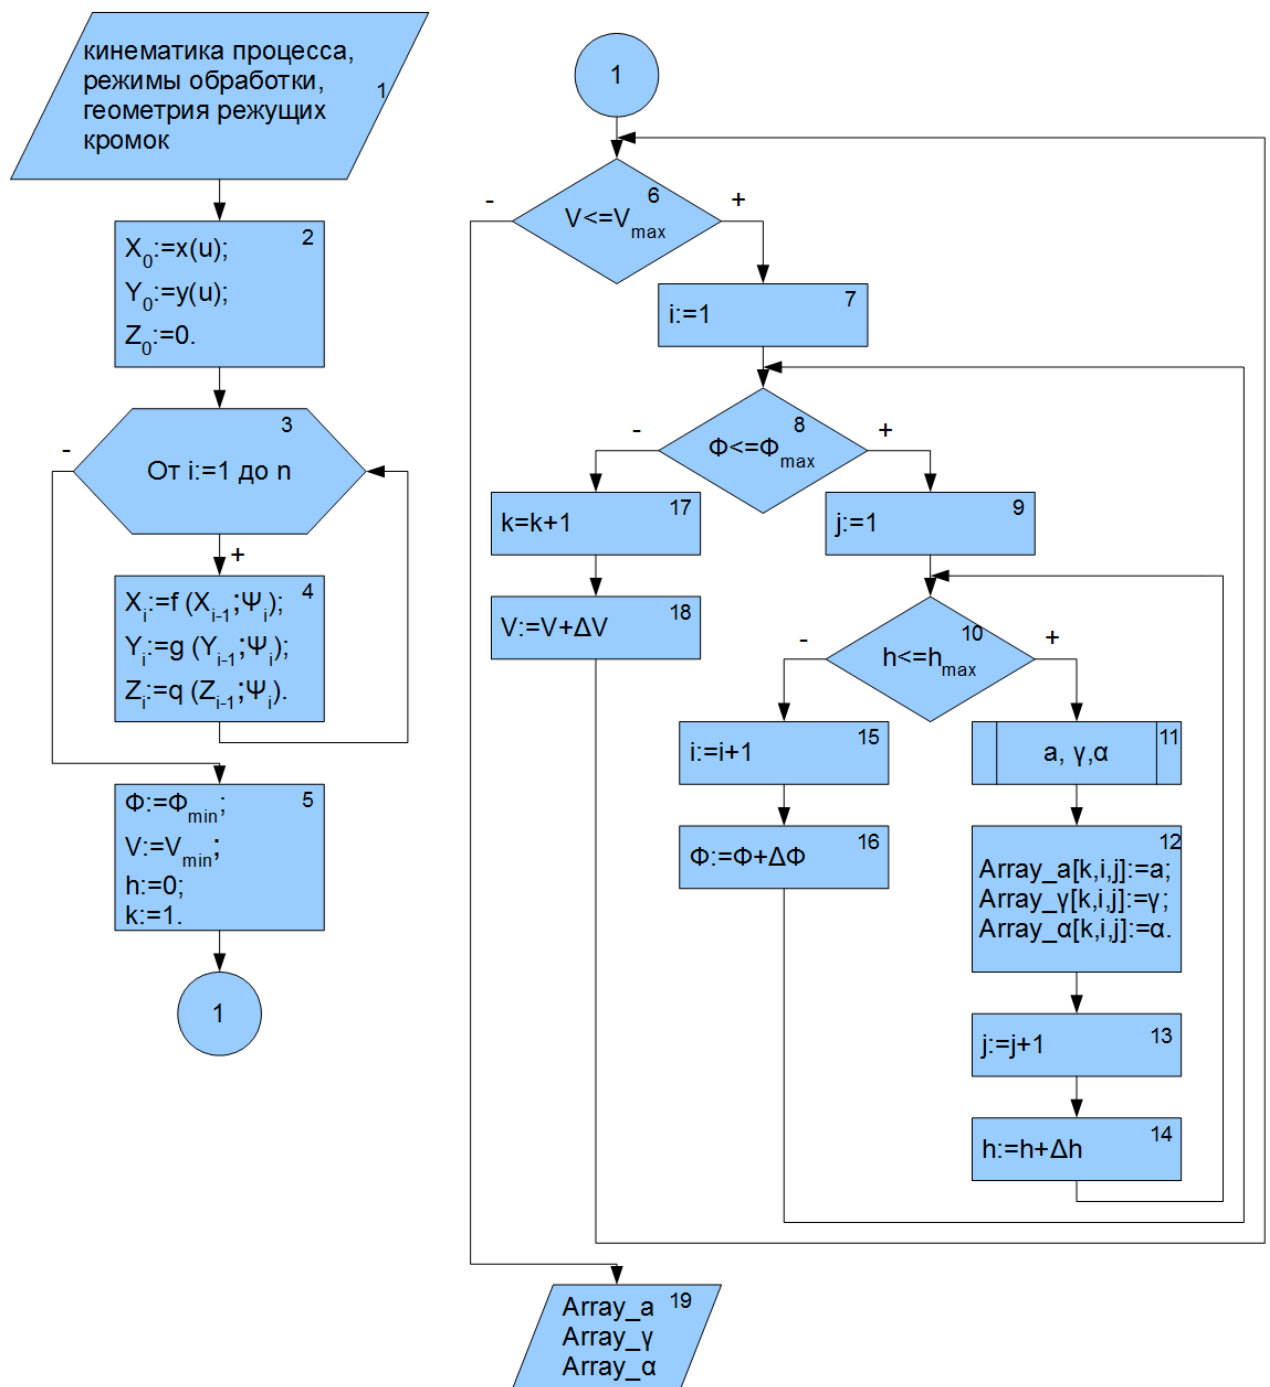 кинематика процесса,
режимы обработки,
геометрия режущих
кромок
1
2
X0:=x(u);
Y0:=y(u);
Z0:=0.
3
-
От i:=1 до n
+
4
Xi:=f (Xi-1;Ψi);
Yi:=g (Yi-1;Ψi);
Zi:=q (Zi-1;Ψi).
5
Φ:=Φmin;
V:=Vmin;
h:=0;
k:=1.
1
1
6
-
+
V<=Vmax
7
i:=1
8
-
+
Φ<=Φmax
17
k=k+1
9
j:=1
18
V:=V+ΔV
10
-
+
h<=hmax
15
i:=i+1
11
a, γ,α
16
Φ:=Φ+ΔΦ
12
Array_a[k,i,j]:=a;
Array_γ[k,i,j]:=γ;
Array_α[k,i,j]:=α.
13
j:=j+1
14
h:=h+Δh
19
Array_a
Array_γ
Array_α